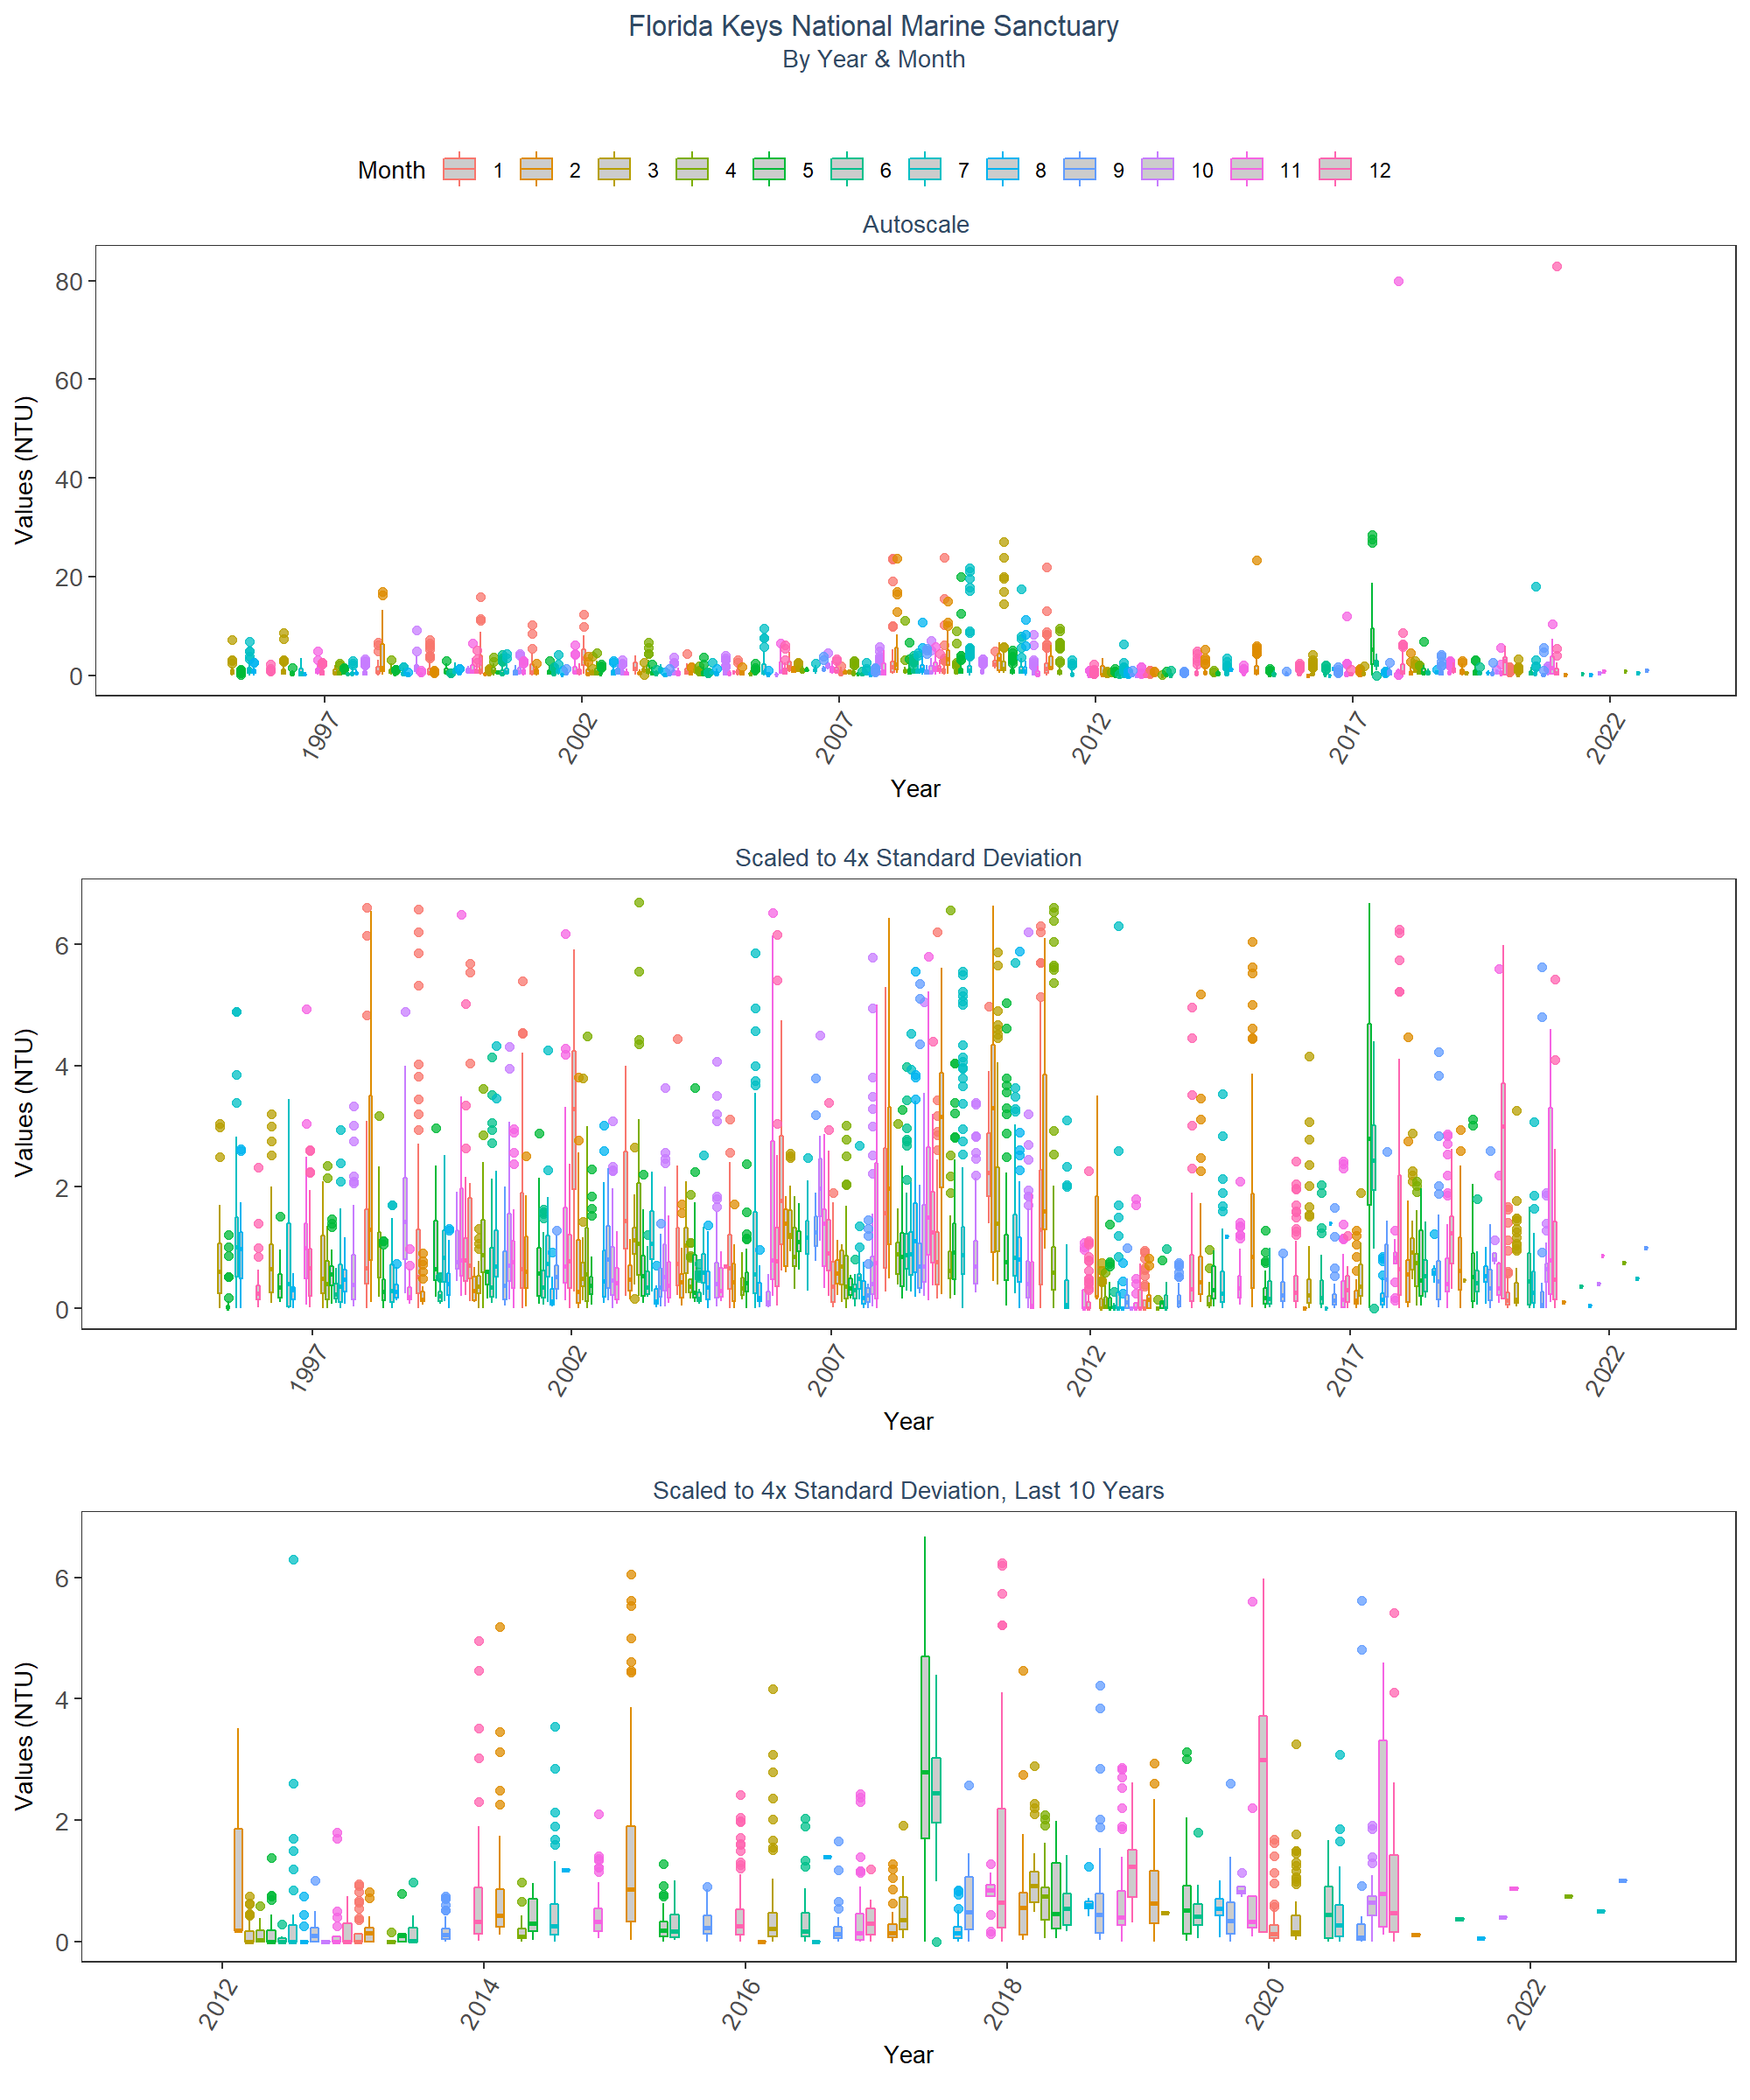 Florida Keys National Marine Sanctuary
By Year & Month
Month 1 2 3 4 5 6 7 8 9 10 11 12
Autoscale
80
60
40
20
0
Values (NTU)
1997 2002 2007 2012 2017 2022
Year
Scaled to 4x Standard Deviation
6
4
2
0
Values (NTU)
1997 2002 2007 2012 2017 2022
Year
Scaled to 4x Standard Deviation, Last 10 Years
6
4
2
0
Values (NTU)
2012 2014 2016 2018 2020 2022
Year